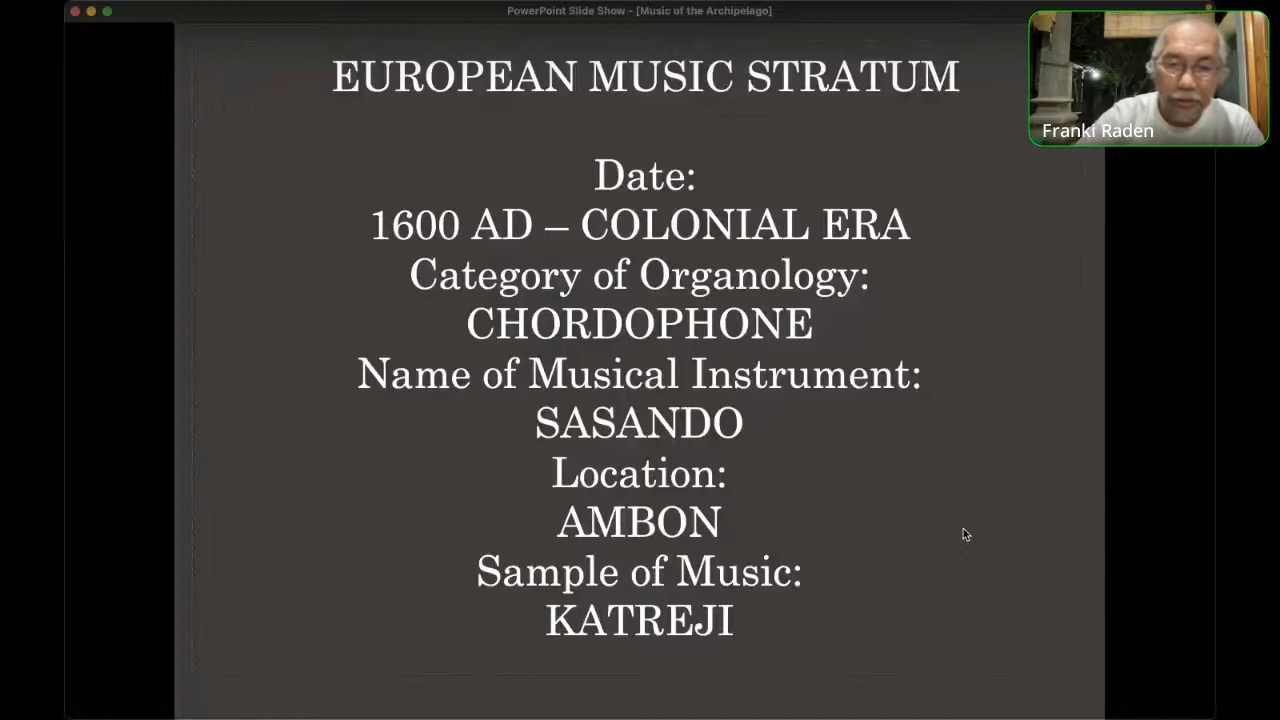 PowerPoint Slide Show - [Music of the Archipelago]
EUROPEAN MUSIC STRATUM
Franki Raden
Date:
1600 AD – COLONIAL ERA
Category of Organology:
CHORDOPHONE
Name of Musical Instrument:
SASANDO
Location:
AMBON
Sample of Music:
KATREJI